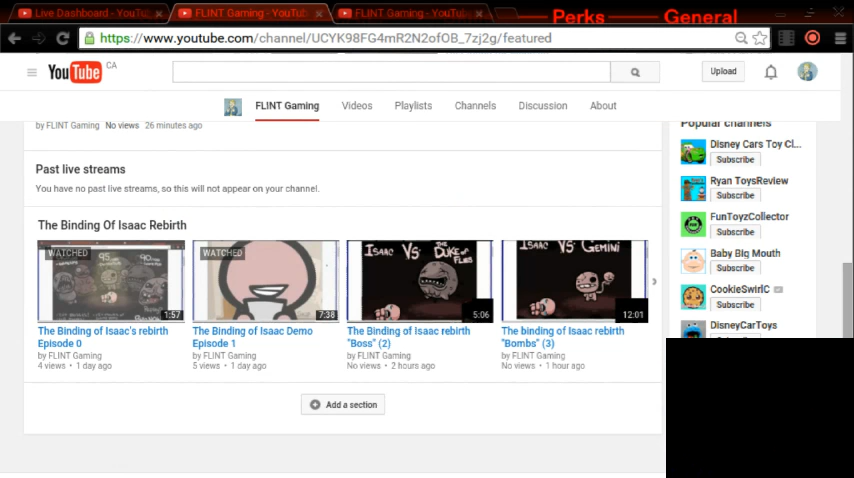 Live Dashboard - YouTu
FLINT Gaming - YouTu
FLINT Gaming - YouTu
Perks
General
https://www.youtube.com/channel/UCYK98FG4mR2N2ofOB_7zj2g/featured
YouTube CA
Upload
FLINT Gaming
Videos
Playlists
Channels
Discussion
About
by FLINT Gaming No views 26 minutes ago
Past live streams
You have no past live streams, so this will not appear on your channel.
The Binding Of Isaac Rebirth
WATCHED
1:57
The Binding of Isaac's rebirth
Episode 0
by FLINT Gaming
4 views • 1 day ago
WATCHED
7:38
The Binding of Isaac Demo
Episode 1
by FLINT Gaming
5 views • 1 day ago
ISAAC VS. THE DUKE OF FLIES
5:06
The Binding of Isaac rebirth
"Boss" (2)
by FLINT Gaming
No views • 2 hours ago
ISAAC VS. GEMINI
12:01
The binding of Isaac rebirth
"Bombs" (3)
by FLINT Gaming
No views • 1 hour ago
Add a section
Popular channels
Disney Cars Toy Cl...
Subscribe
Ryan ToysReview
Subscribe
FunToyzCollector
Subscribe
Baby Big Mouth
Subscribe
CookieSwirlC
Subscribe
DisneyCarToys